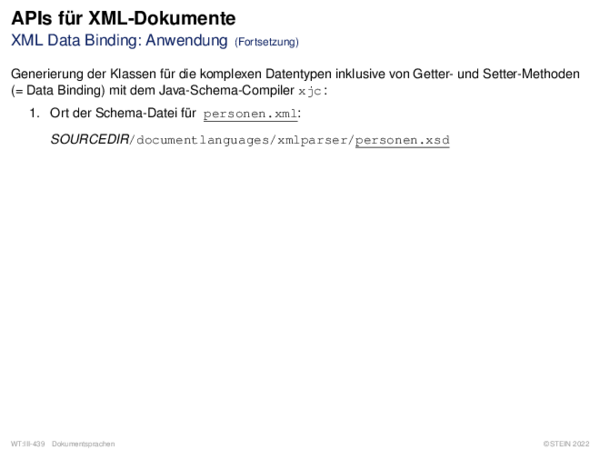 APIs für XML-Dokumente
XML Data Binding: Anwendung (Fortsetzung)
Generierung der Klassen für die komplexen Datentypen inklusive von Getter- und Setter-Methoden
(= Data Binding) mit dem Java-Schema-Compiler xjc:
1. Ort der Schema-Datei für personen.xml:
SOURCEDIR/documentlanguages/xmlparser/personen.xsd
WT:III-439 Dokumentsprachen
©STEIN 2022